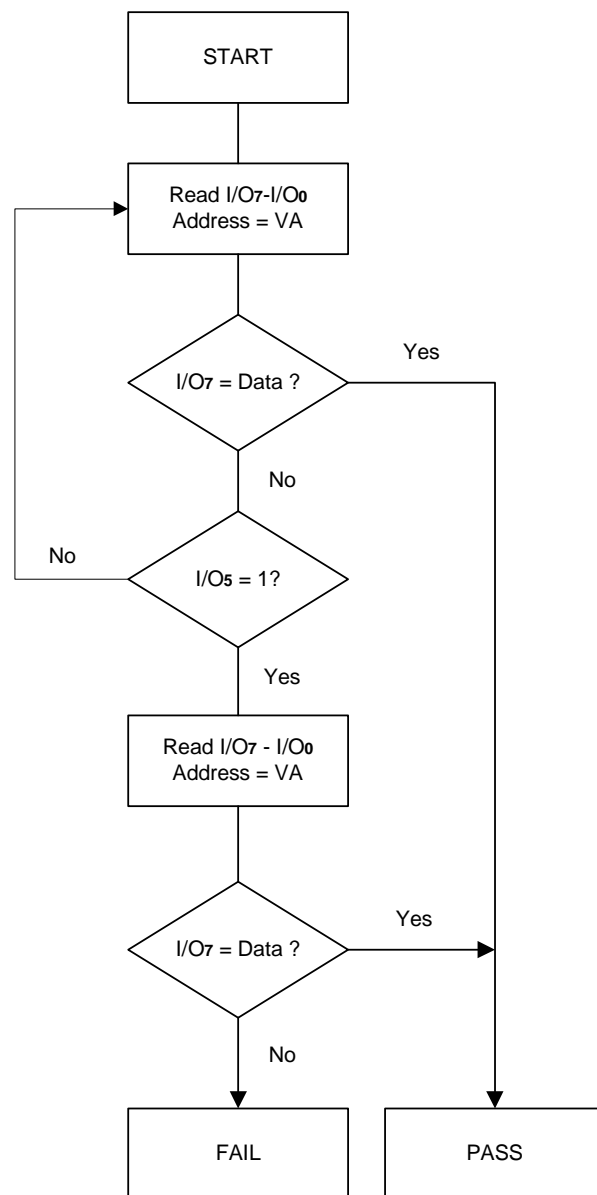 START
Read I/O7-I/O0
Address = VA
I/O7 = Data ?
Yes
No
No
I/O5 = 1?
Yes
Read I/O7 - I/O0
Address = VA
I/O7 = Data ?
Yes
No
FAIL
PASS